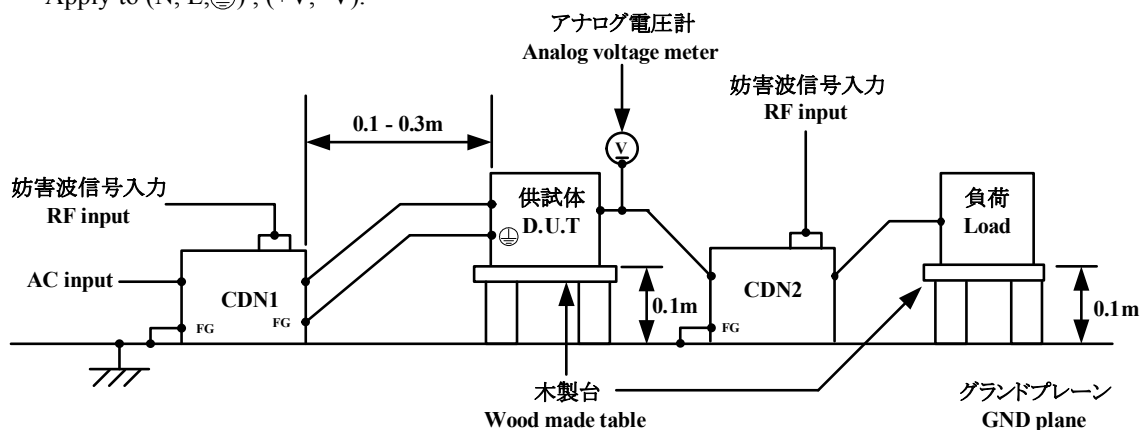 Apply to (N, L,⏚) , (+V, -V).
アナログ電圧計
Analog voltage meter
妨害波信号入力
RF input
0.1 - 0.3m
V
妨害波信号入力
RF input
供試体
D.U.T
負荷
Load
AC input
CDN1
FG
FG
0.1m
CDN2
FG
0.1m
木製台
Wood made table
グランドプレーン
GND plane